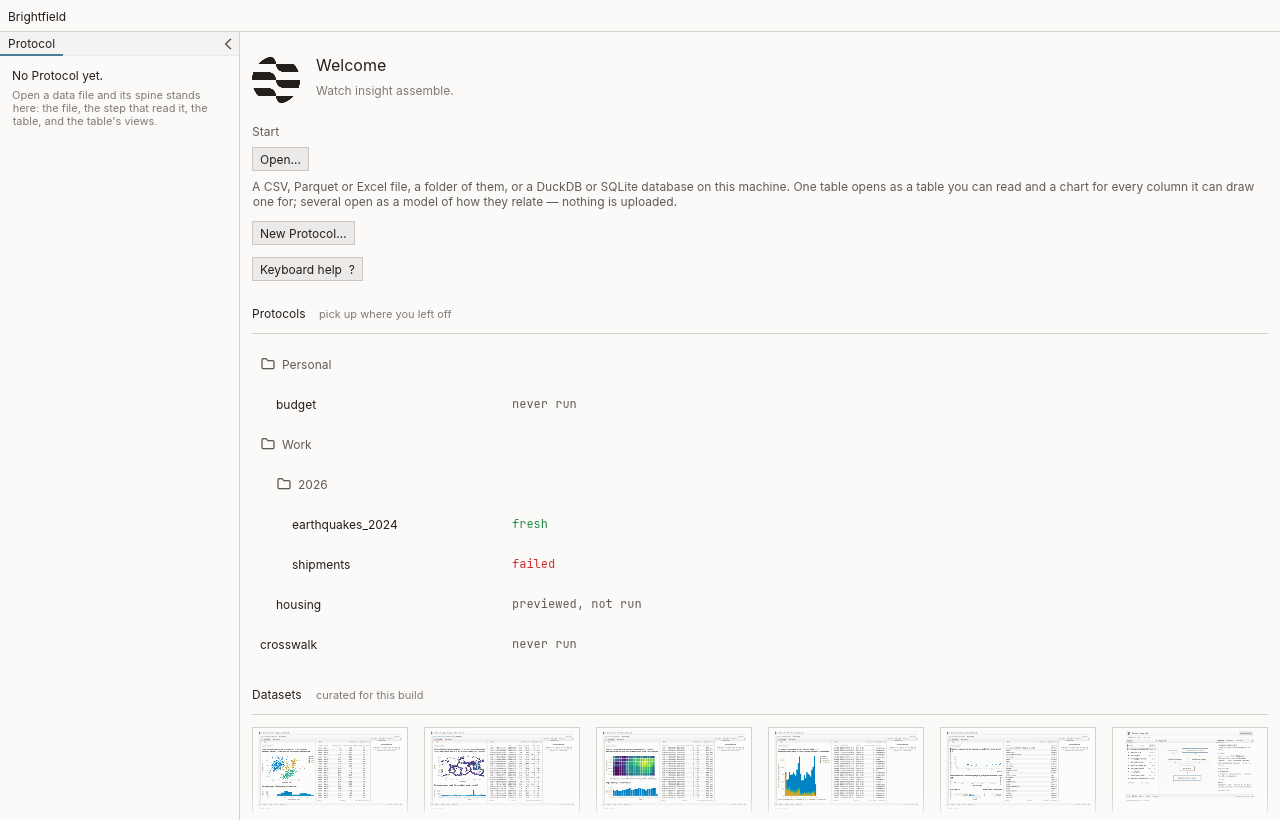 Brightfield
Protocol
No Protocol yet.
Open a data file and its spine stands
here: the file, the step that read it, the
table, and the table's views.
Welcome
Watch insight assemble.
Start
Open...
A CSV, Parquet or Excel file, a folder of them, or a DuckDB or SQLite database on this machine. One table opens as a table you can read and a chart for every column it can draw
one for; several open as a model of how they relate — nothing is uploaded.
New Protocol...
Keyboard help ?
Protocols pick up where you left off
Personal
budget never run
Work
2026
earthquakes_2024 fresh
shipments failed
housing previewed, not run
crosswalk never run
Datasets curated for this build